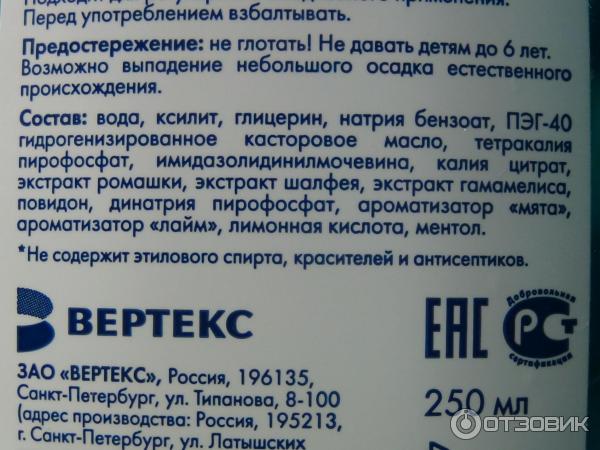 применения.
Перед употреблением взбалтывать.
Предостережение: не глотать! Не давать детям до 6 лет.
Возможно выпадение небольшого осадка естественного
происхождения.
Состав: вода, ксилит, глицерин, натрия бензоат, ПЭГ-40
гидрогенизированное касторовое масло, тетракалия
пирофосфат, имидазолидинилмочевина, калия цитрат,
экстракт ромашки, экстракт шалфея, экстракт гамамелиса,
повидон, динатрия пирофосфат, ароматизатор «мята»,
ароматизатор «лайм», лимонная кислота, ментол.
*Не содержит этилового спирта, красителей и антисептиков.
ВЕРТЕКС
ЕАС
Добровольная
РСТ
сертификация
ЗАО «ВЕРТЕКС», Россия, 196135,
Санкт-Петербург, ул. Типанова, 8-100
(адрес производства: Россия, 195213,
г. Санкт-Петербург, ул. Латышских
250 мл
ОТЗОВИК